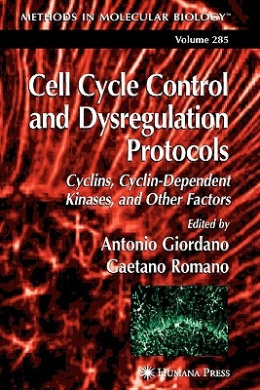 METHODS IN MOLECULAR BIOLOGY™
Volume 285
Cell Cycle Control
and Dysregulation
Protocols
Cyclins, Cyclin-Dependent
Kinases, and Other Factors
Edited by
Antonio Giordano
Gaetano Romano
HUMANA PRESS